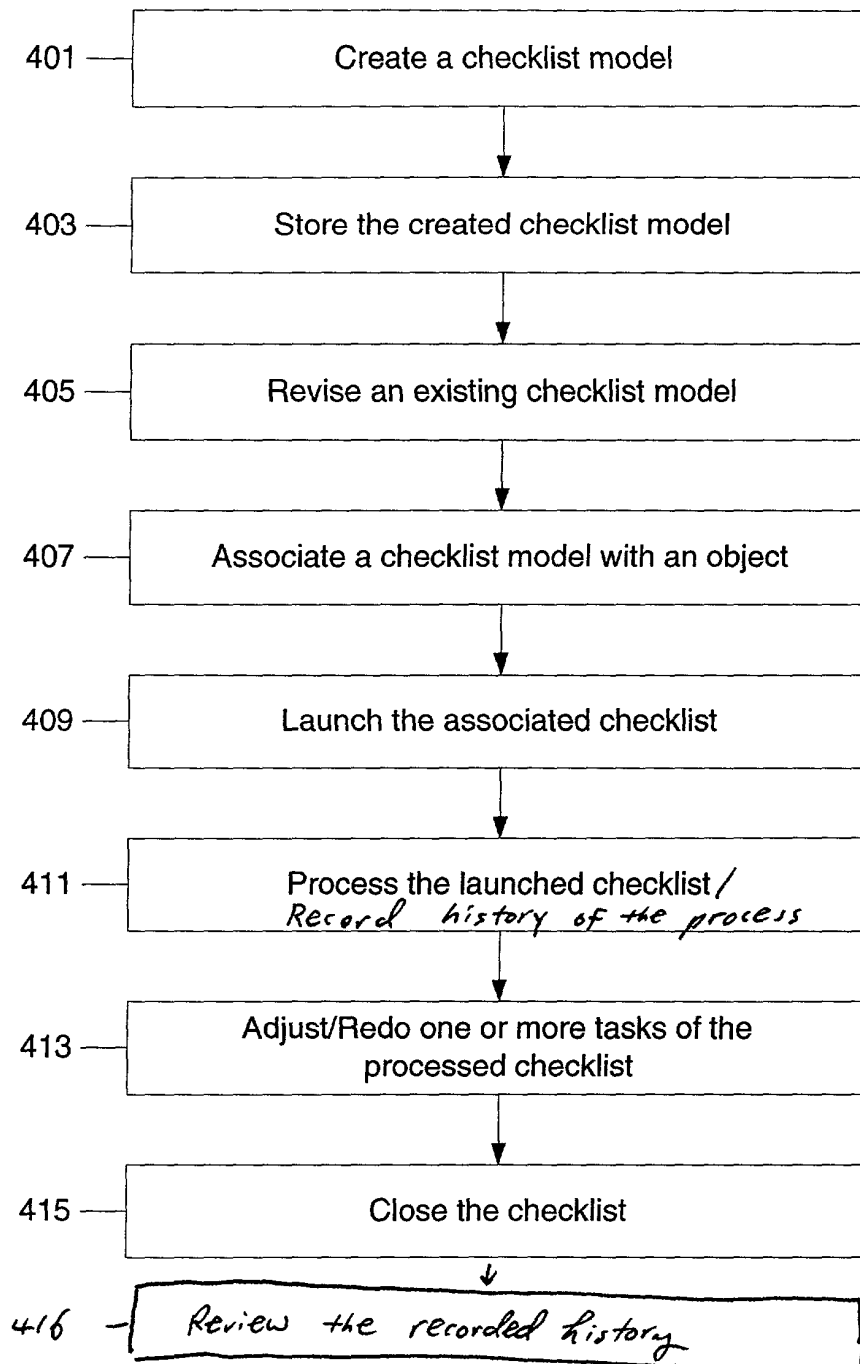 401 Create a checklist model
403 Store the created checklist model
405 Revise an existing checklist model
407 Associate a checklist model with an object
409 Launch the associated checklist
411 Process the launched checklist/
Record history of the process
413 Adjust/Redo one or more tasks of the
processed checklist
415 Close the checklist
416 Review the recorded history